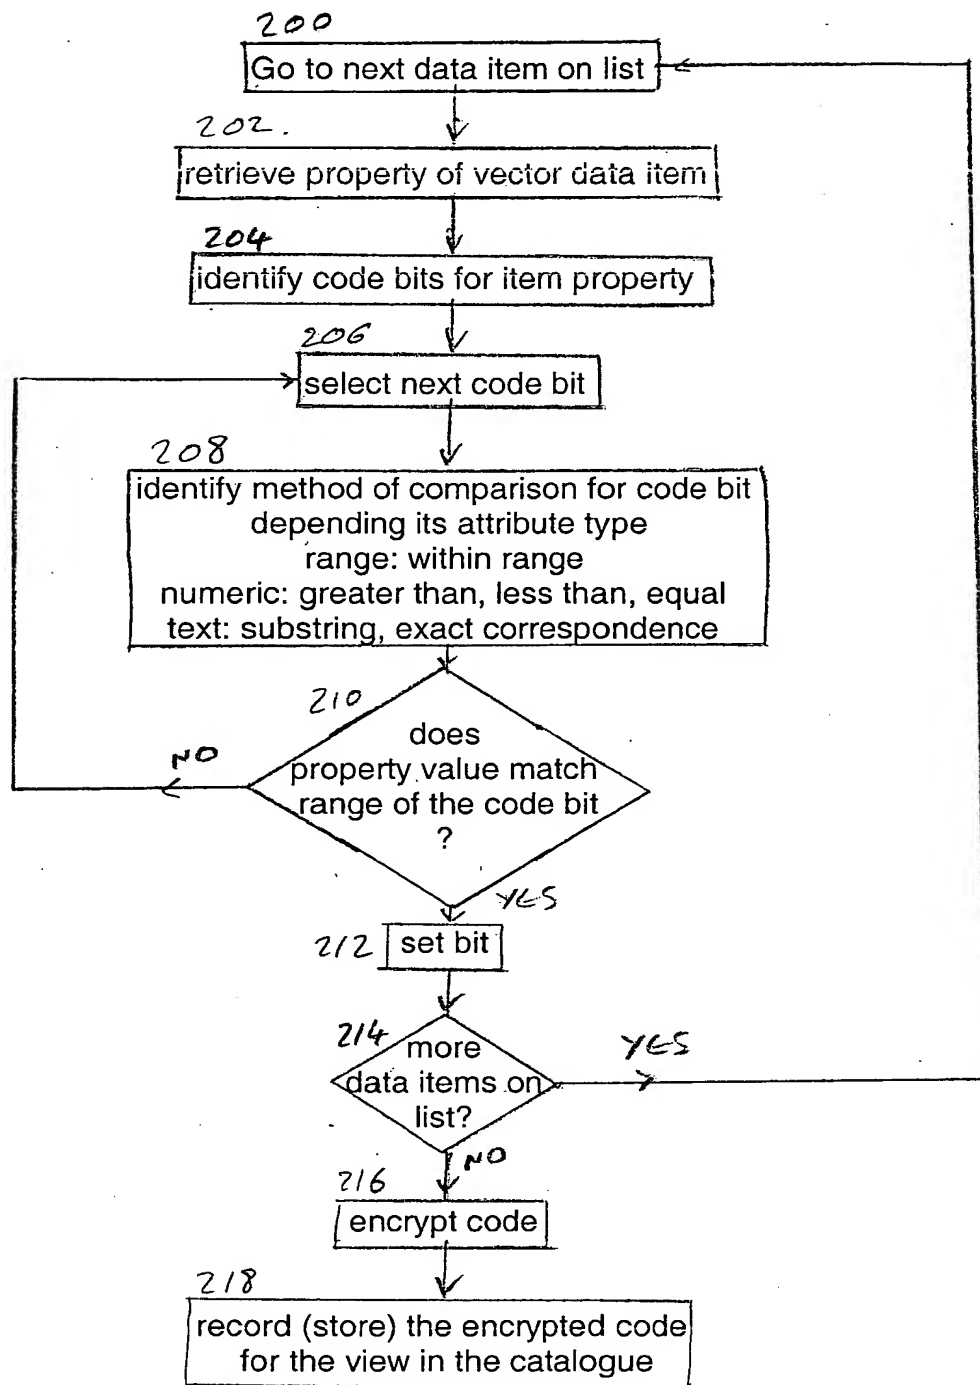 200
Go to next data item on list
202.
retrieve property of vector data item
204
identify code bits for item property
206
select next code bit
208
identify method of comparison for code bit
depending its attribute type
range: within range
numeric: greater than, less than, equal
text: substring, exact correspondence
210
does
property value match
range of the code bit
?
NO
YES
212
set bit
214
more
data items on
list?
YES
NO
216
encrypt code
218
record (store) the encrypted code
for the view in the catalogue